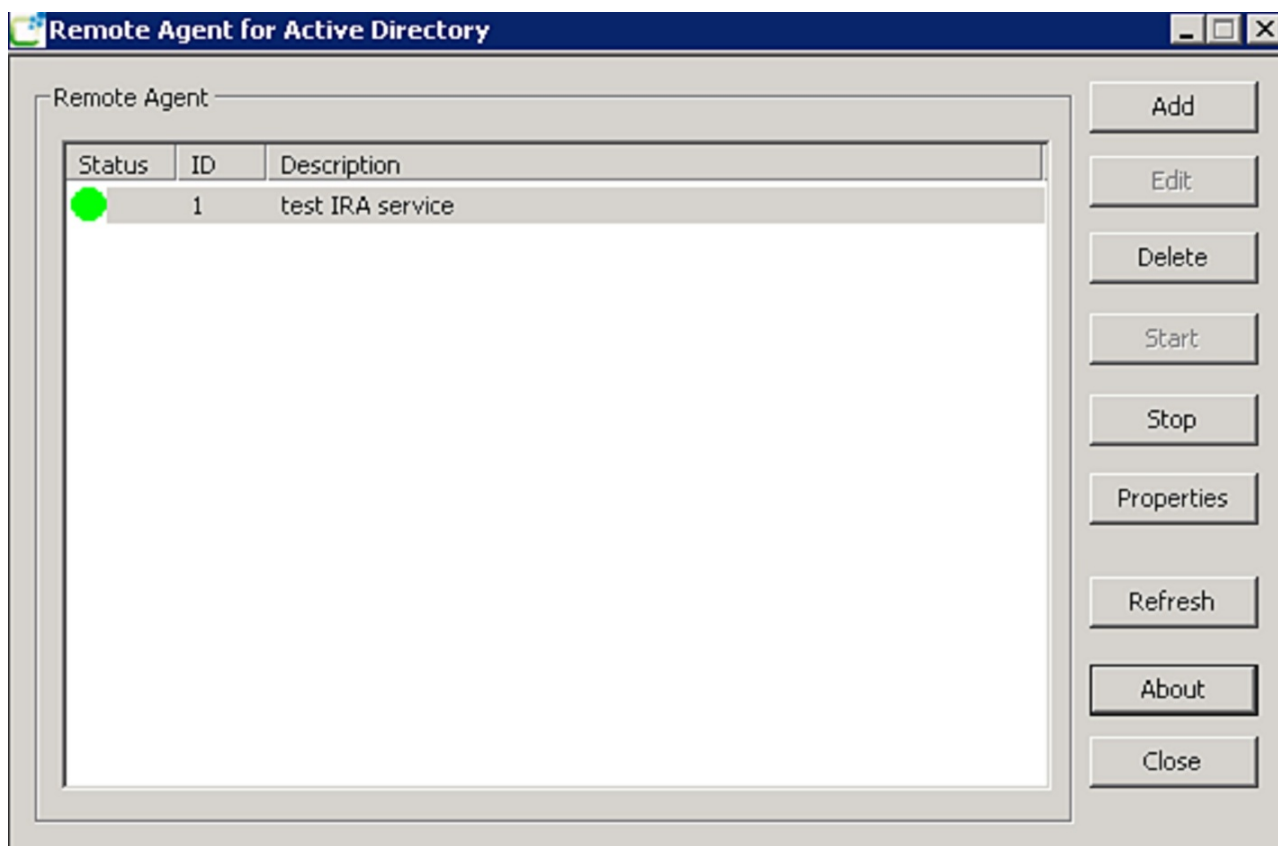 Remote Agent for Active Directory
Remote Agent
Status ID Description
1 test IRA service
Add
Edit
Delete
Start
Stop
Properties
Refresh
About
Close